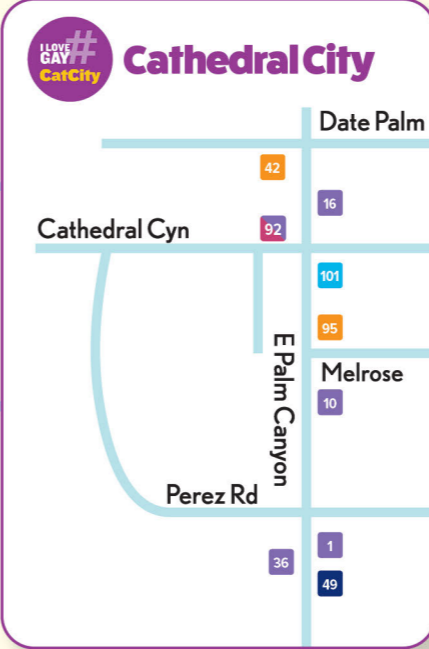 I LOVE
GAY#
CatCity
Cathedral City
Date Palm
42
16
Cathedral Cyn
92
101
95
E Palm Canyon
Melrose
10
Perez Rd
1
36
49